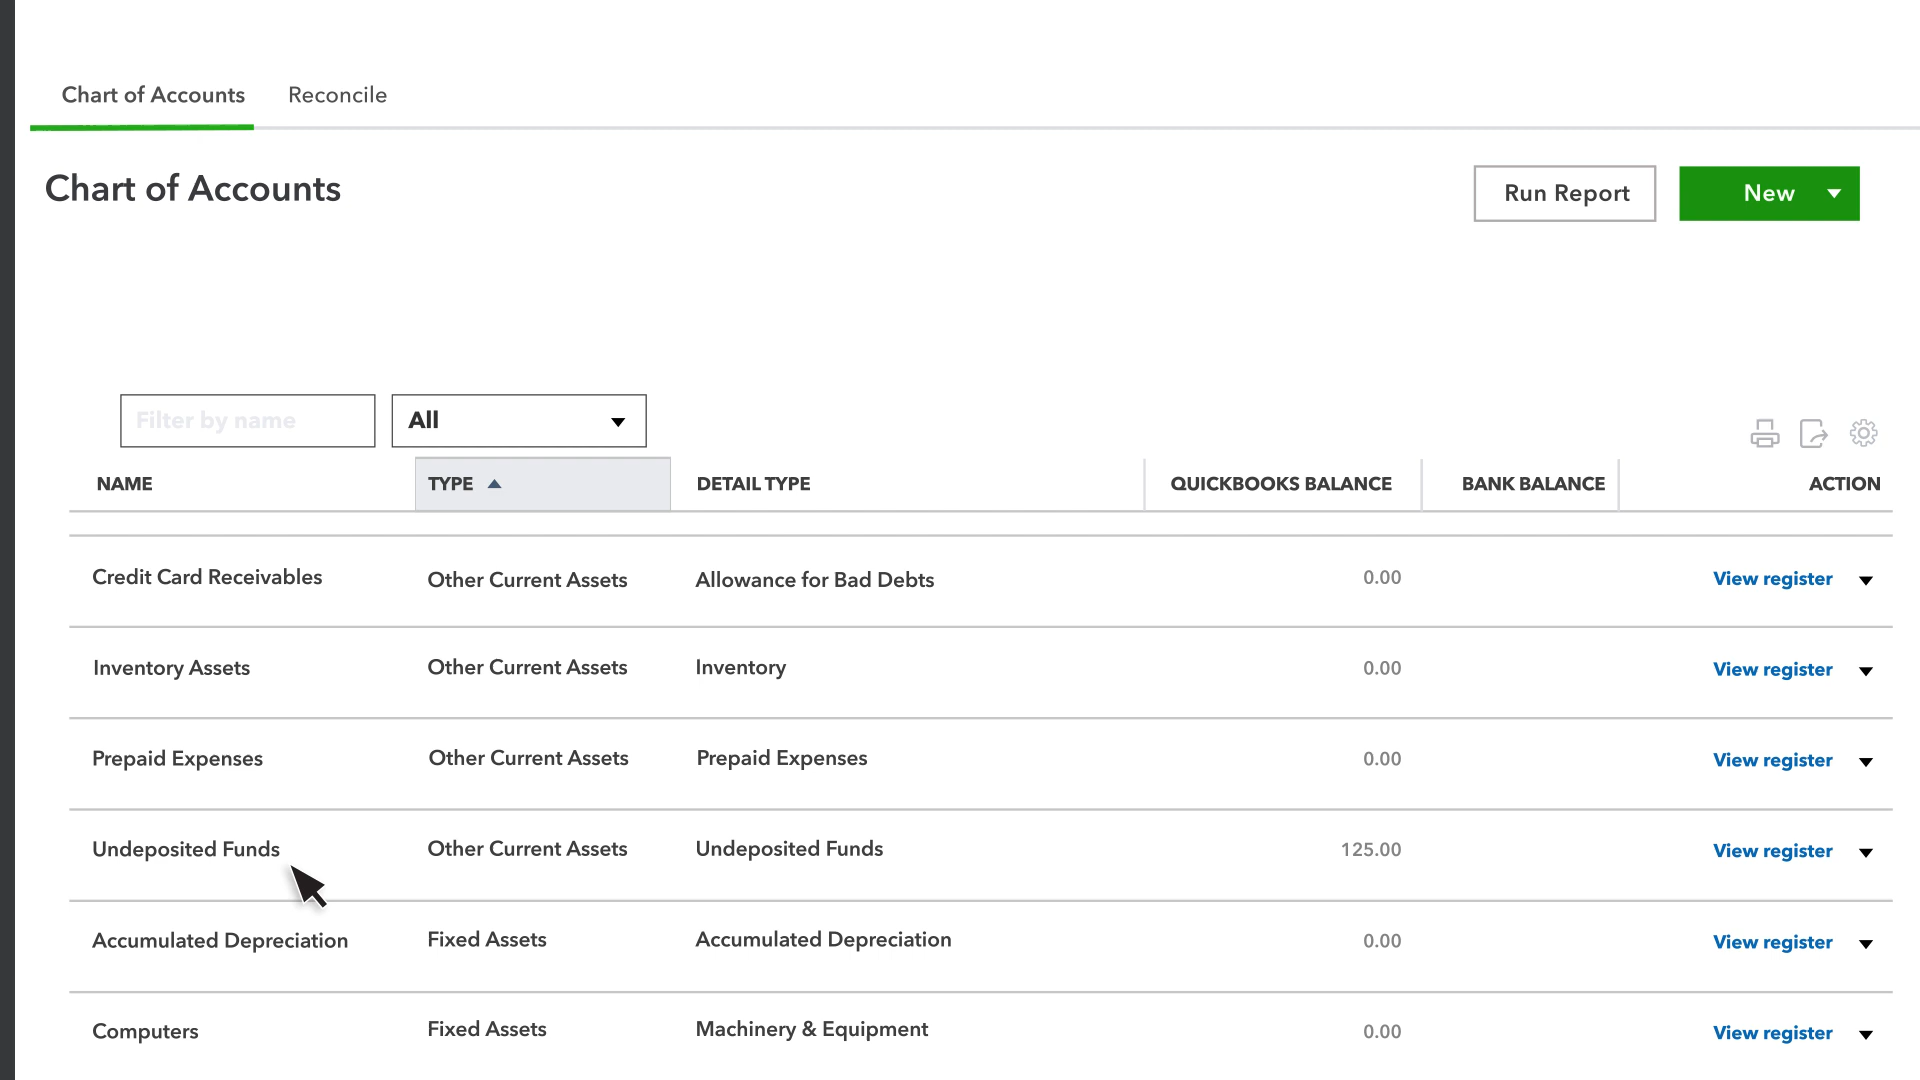 Chart of Accounts Reconcile
Chart of Accounts
Run Report New
Filter by name All
NAME TYPE DETAIL TYPE QUICKBOOKS BALANCE BANK BALANCE ACTION
Credit Card Receivables Other Current Assets Allowance for Bad Debts 0.00 View register
Inventory Assets Other Current Assets Inventory 0.00 View register
Prepaid Expenses Other Current Assets Prepaid Expenses 0.00 View register
Undeposited Funds Other Current Assets Undeposited Funds 125.00 View register
Accumulated Depreciation Fixed Assets Accumulated Depreciation 0.00 View register
Computers Fixed Assets Machinery & Equipment 0.00 View register